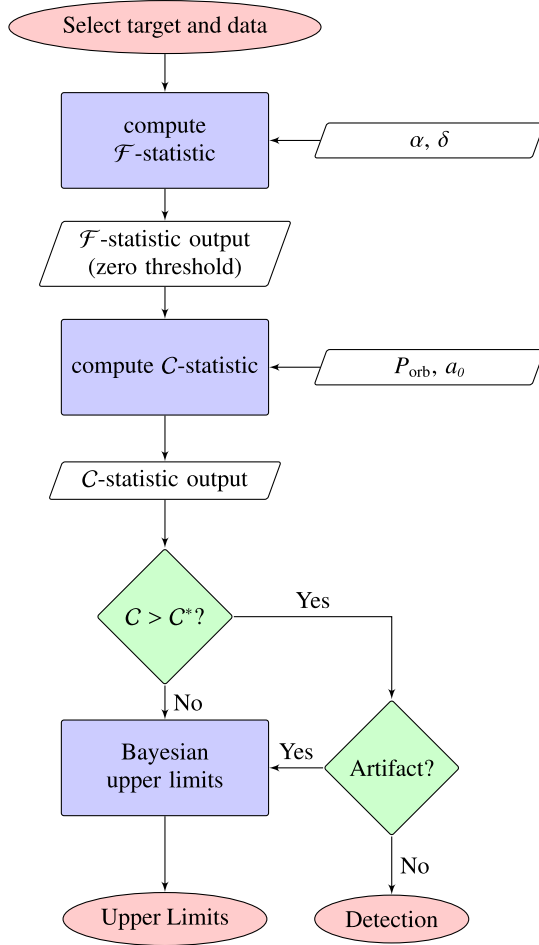 Select target and data
compute
ℱ-statistic
α, δ
ℱ-statistic output
(zero threshold)
compute 𝒞-statistic
P_orb, a_0
𝒞-statistic output
𝒞 > 𝒞*?
Yes
No
Bayesian
upper limits
Yes
Artifact?
No
Upper Limits
Detection